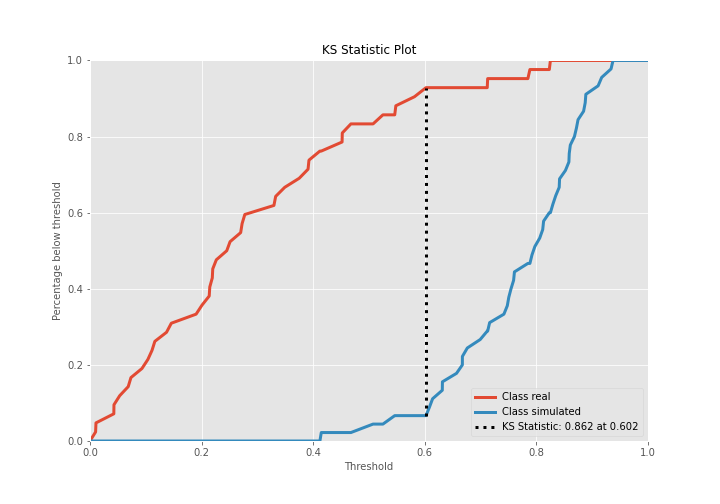 KS Statistic Plot
1.0
0.8
0.6
0.4
0.2
0.0
Percentage below threshold
0.0 0.2 0.4 0.6 0.8 1.0
Threshold
Class real
Class simulated
KS Statistic: 0.862 at 0.602